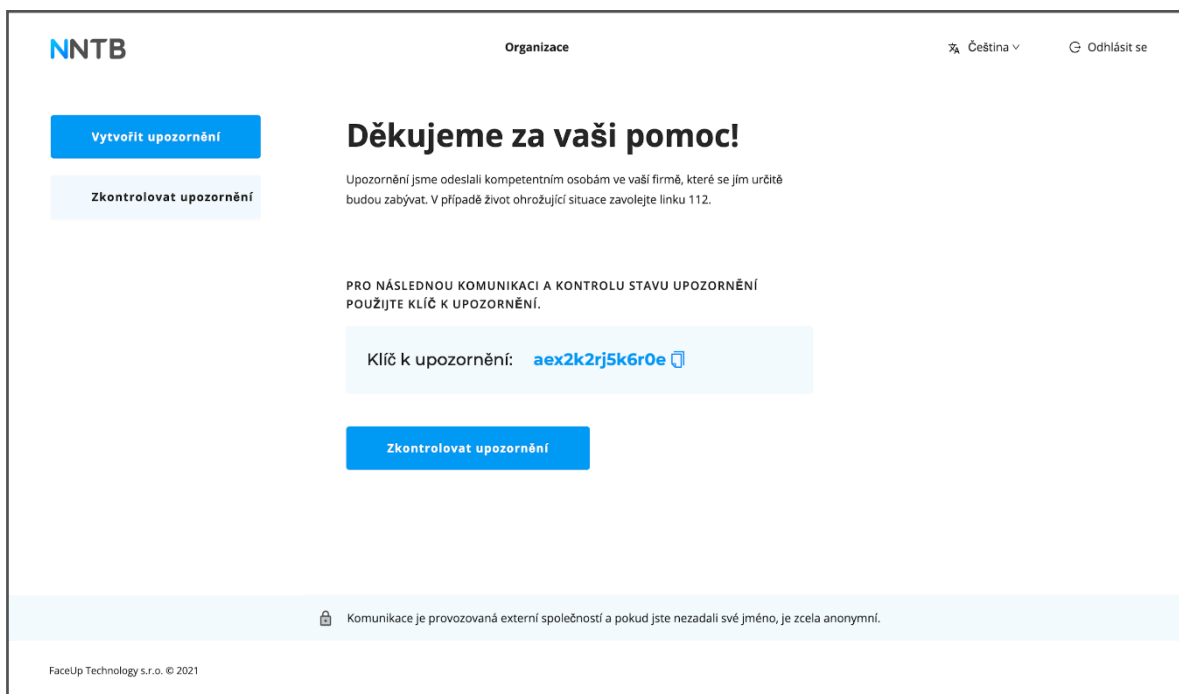 NNTB
Organizace
Čeština
Odhlásit se
Vytvořit upozornění
Zkontrolovat upozornění
Děkujeme za vaši pomoc!
Upozornění jsme odeslali kompetentním osobám ve vaší firmě, které se jím určitě
budou zabývat. V případě život ohrožující situace zavolejte linku 112.
PRO NÁSLEDNOU KOMUNIKACI A KONTROLU STAVU UPOZORNĚNÍ
POUŽIJTE KLÍČ K UPOZORNĚNÍ.
Klíč k upozornění: aex2k2rj5k6r0e
Zkontrolovat upozornění
Komunikace je provozovaná externí společností a pokud jste nezadali své jméno, je zcela anonymní.
FaceUp Technology s.r.o. © 2021